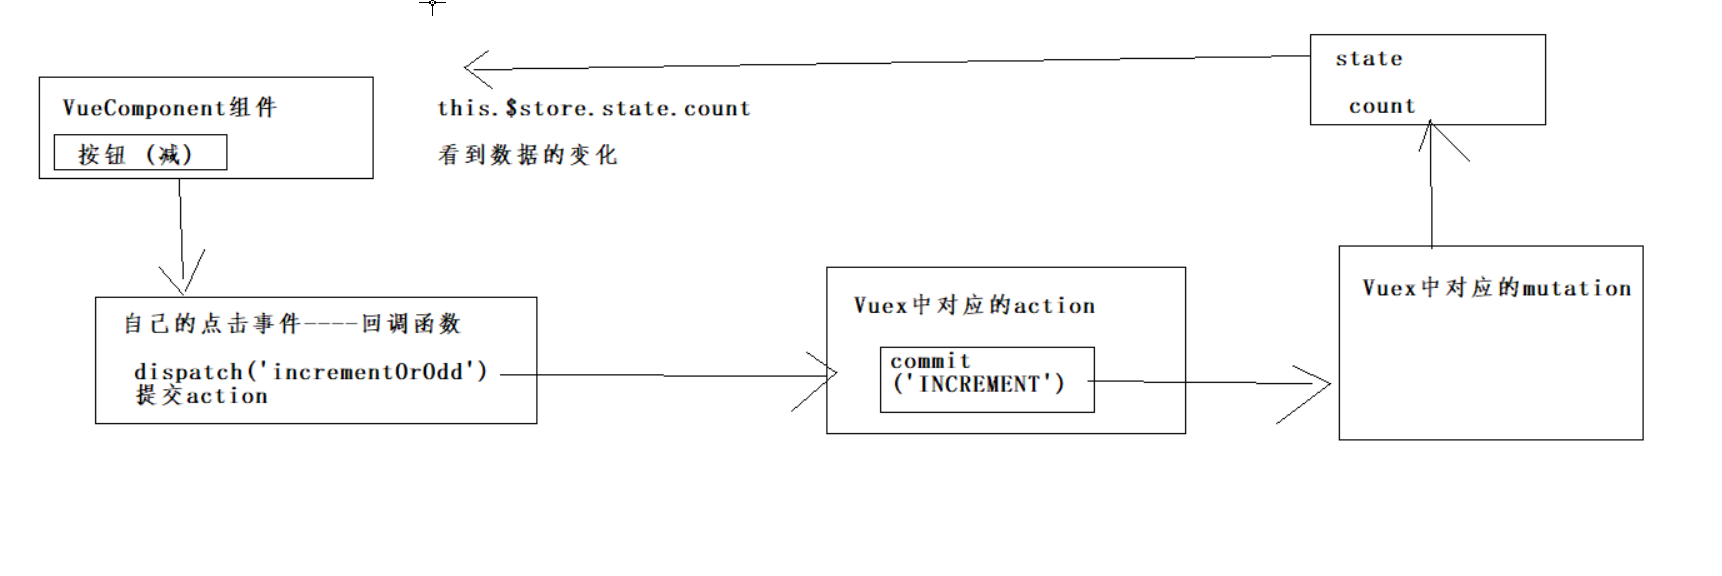 VueComponent组件
按钮 (减)
this.$store.state.count
看到数据的变化
state
count
自己的点击事件----回调函数
dispatch('incrementOrOdd')
提交action
Vuex中对应的action
commit
('INCREMENT')
Vuex中对应的mutation